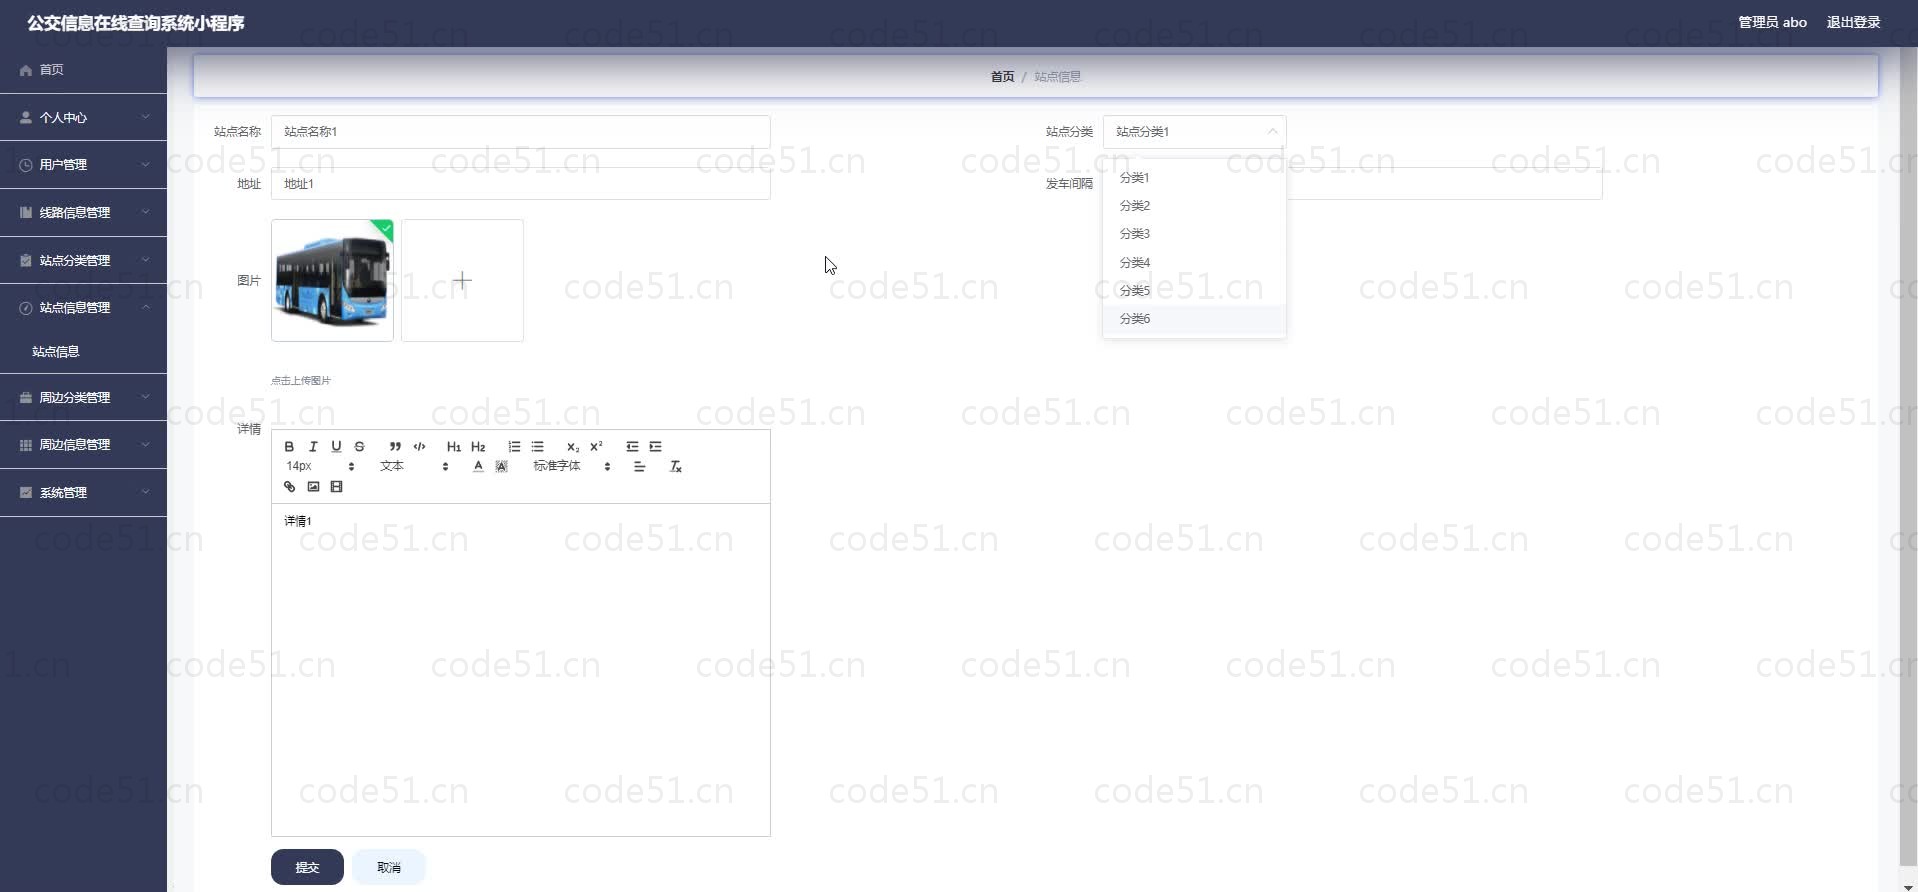 公交信息在线查询系统小程序
管理员 abo 退出登录
首页
个人中心
用户管理
线路信息管理
站点分类管理
站点信息管理
站点信息
周边分类管理
周边信息管理
系统管理
首页 / 站点信息
站点名称 站点名称1
站点分类 站点分类1
地址 地址1
发车间隔
分类1
分类2
分类3
分类4
分类5
分类6
图片
点击上传图片
详情
B I U S H1 H2 X2 X2
14px 文本 A A 标准字体 Tx
详情1
提交 取消
code51.cn